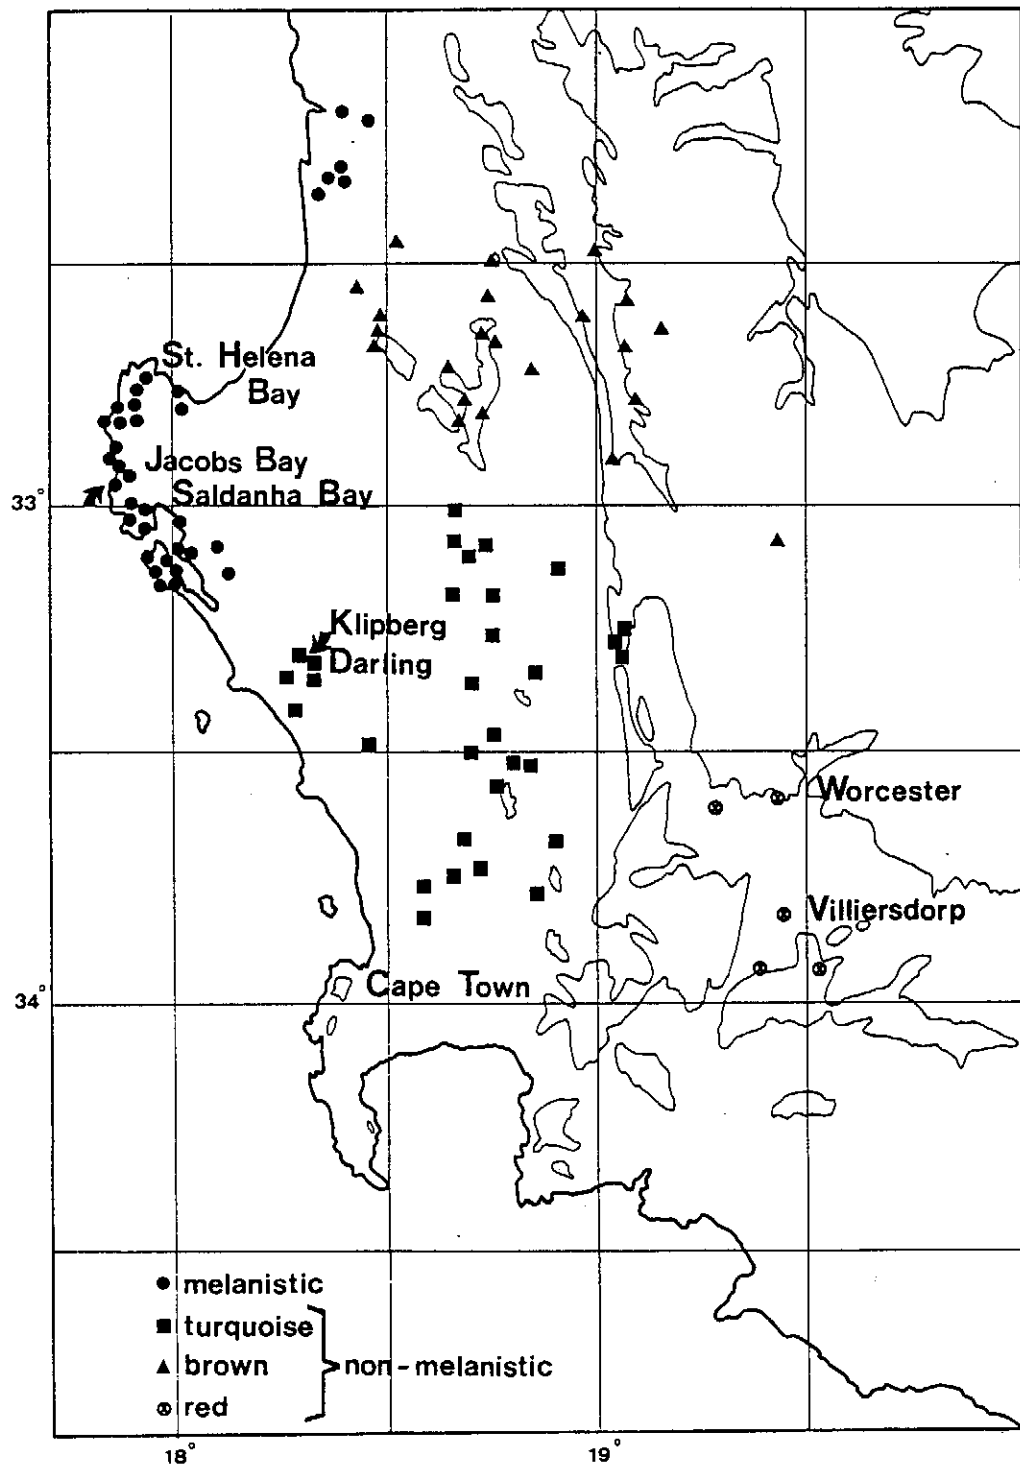 St. Helena
Bay
Jacobs Bay
33°
Saldanha Bay
Klipberg
Darling
Worcester
Villiersdorp
Cape Town
34°
melanistic
turquoise
brown
non-melanistic
red
18°
19°